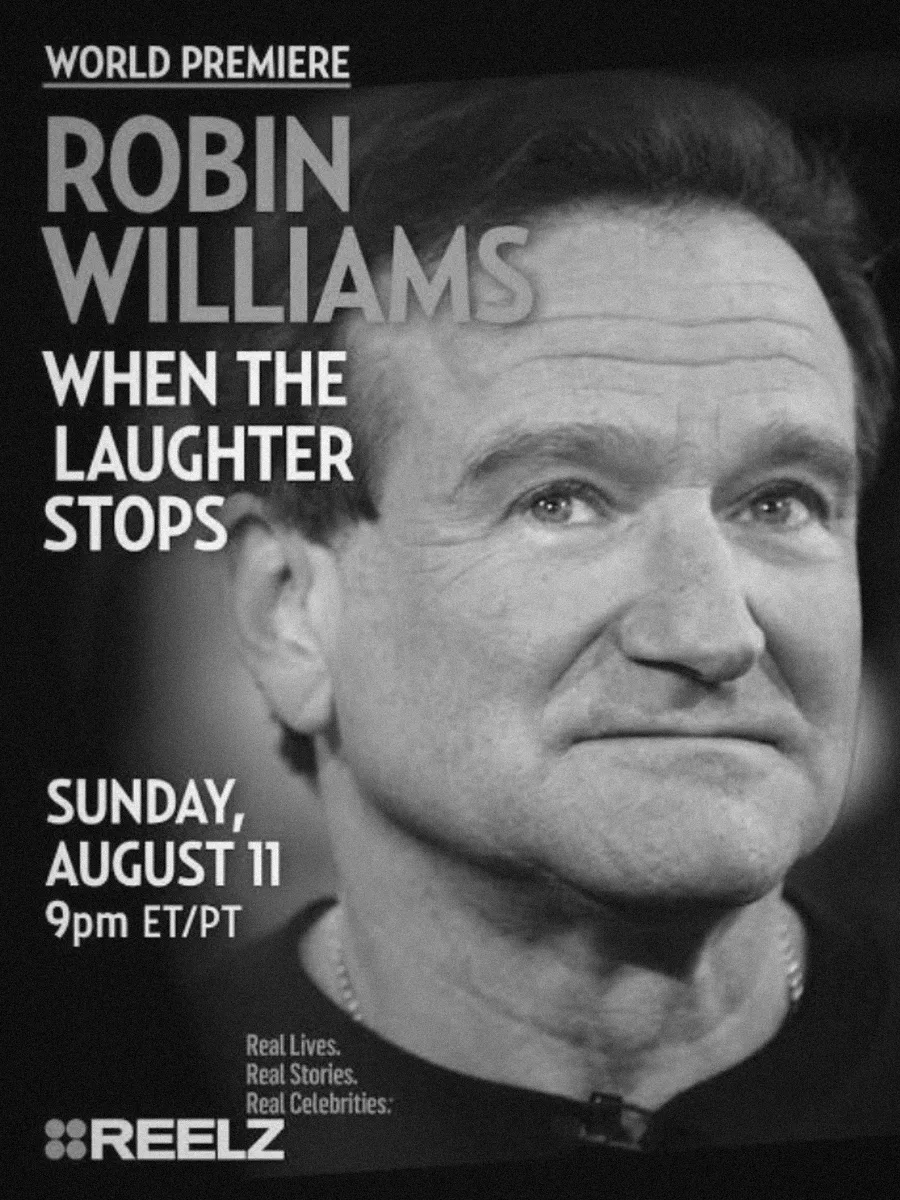 WORLD PREMIERE
ROBIN
WILLIAMS
WHEN THE
LAUGHTER
STOPS
SUNDAY,
AUGUST 11
9pm ET/PT
Real Lives.
Real Stories.
Real Celebrities.
REELZ